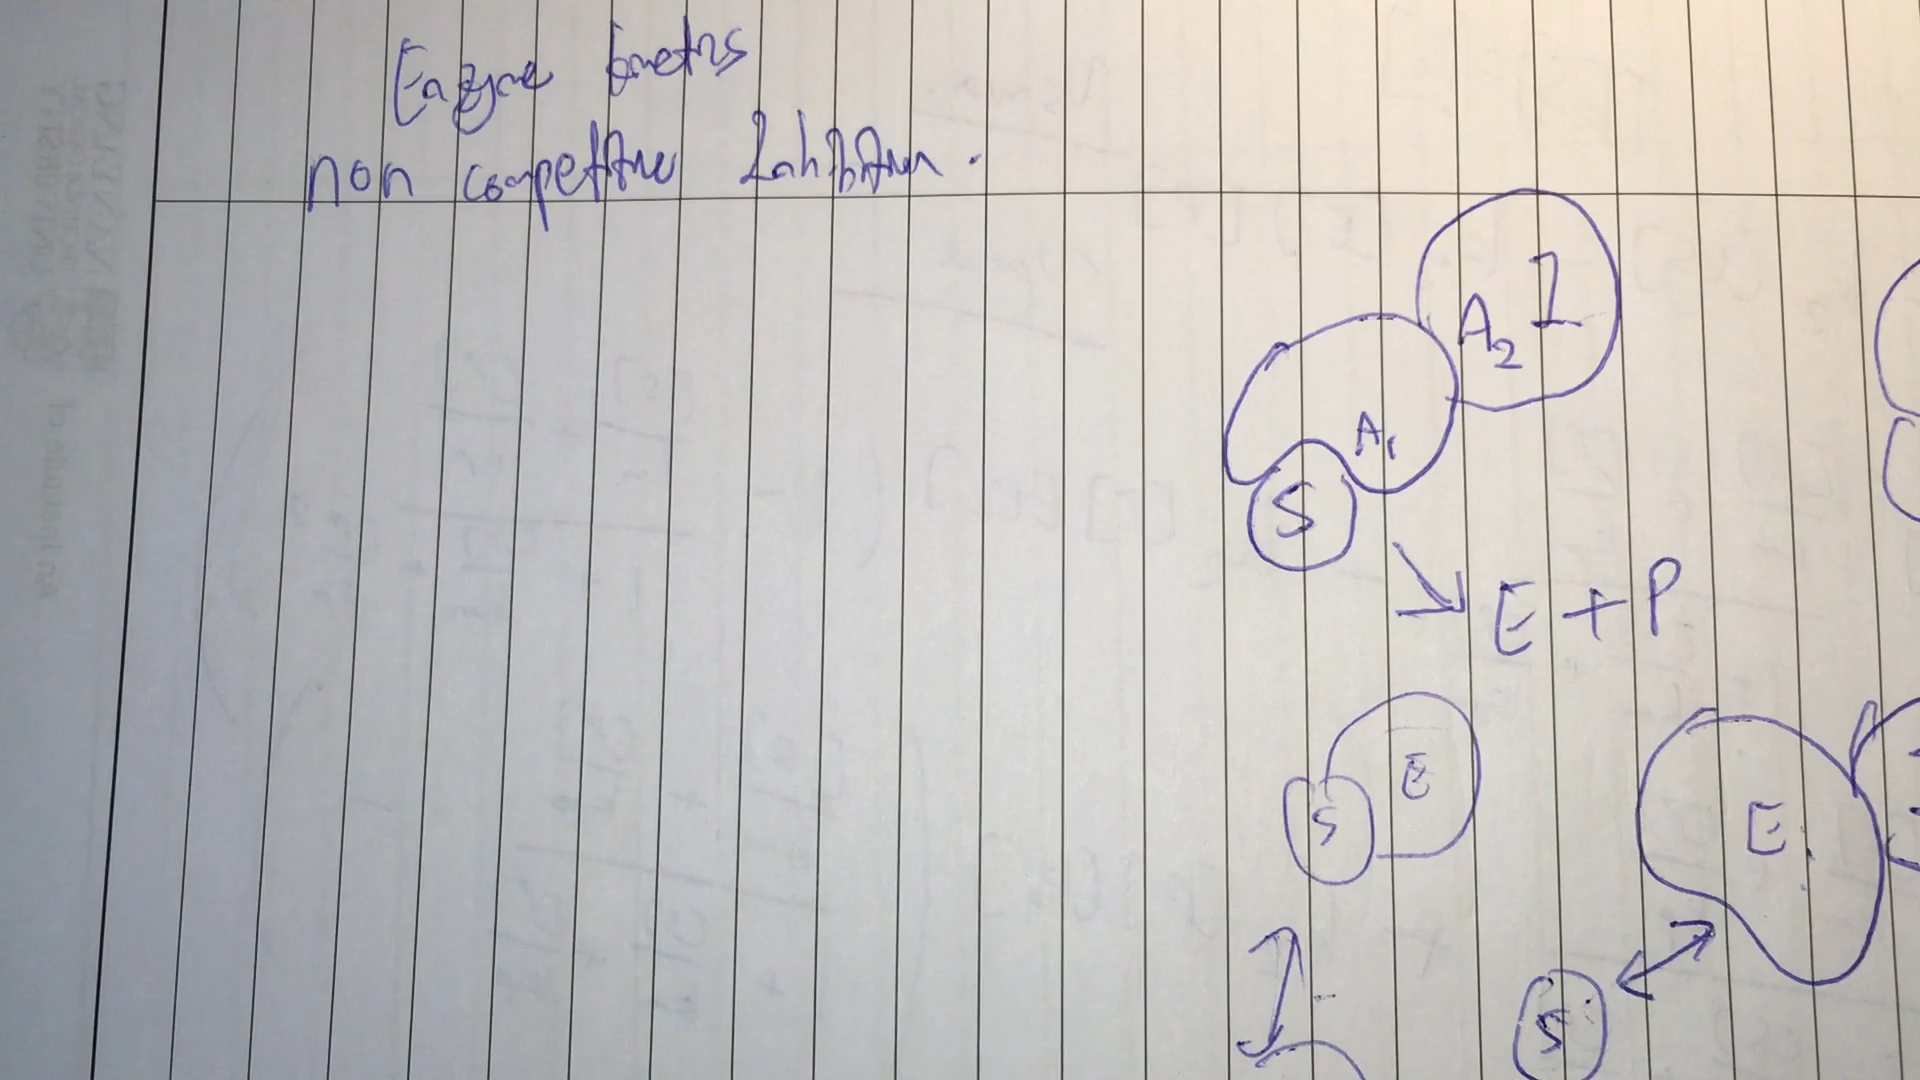 Enzyme kinetics
non competitive Inhibition.
A2 I
A1
S
E + P
E
S
E
S